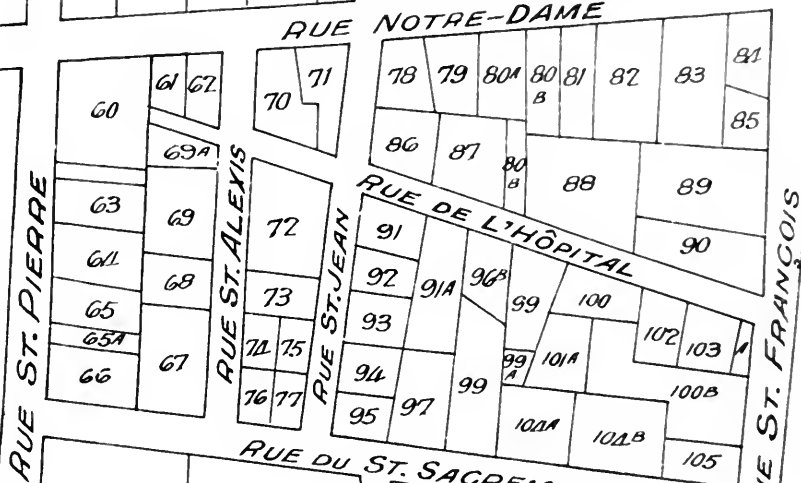 RUE NOTRE-DAME
60
61
62
70
71
78
79
80A
80
B
81
82
83
84
85
69A
86
87
80
B
88
89
90
63
69
64
68
65
65A
66
67
72
73
74
75
76
77
91
92
93
94
95
91A
97
96B
99
99
99
A
100
101A
102
103
A
100B
104A
104B
105
RUE ST. PIERRE
RUE ST. ALEXIS
RUE ST. JEAN
RUE DE L'HÔPITAL
RUE DU ST. SACREM
UE ST. FRANÇOIS